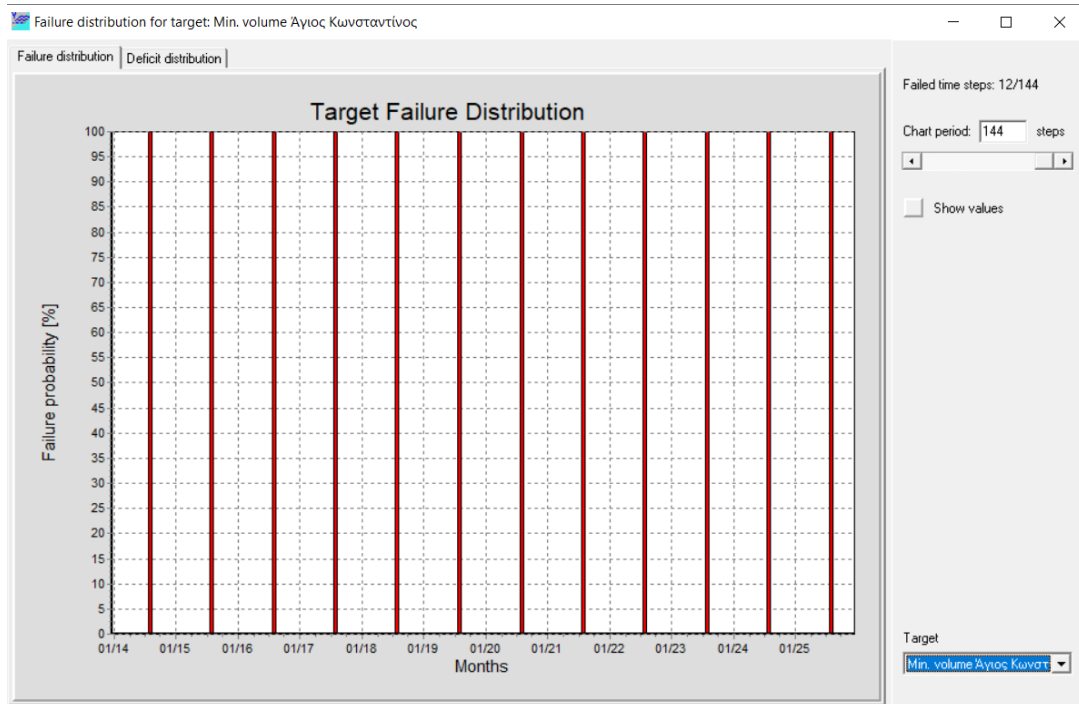 Failure distribution for target: Min. volume Άγιος Κωνσταντίνος
Failure distribution
Deficit distribution
Target Failure Distribution
100
95
90
85
80
75
70
65
60
55
50
45
40
35
30
25
20
15
10
5
0
Failure probability [%]
01/14 01/15 01/16 01/17 01/18 01/19 01/20 01/21 01/22 01/23 01/24 01/25
Months
Failed time steps: 12/144
Chart period: 144 steps
Show values
Target
Min. volume Άγιος Κωνστ